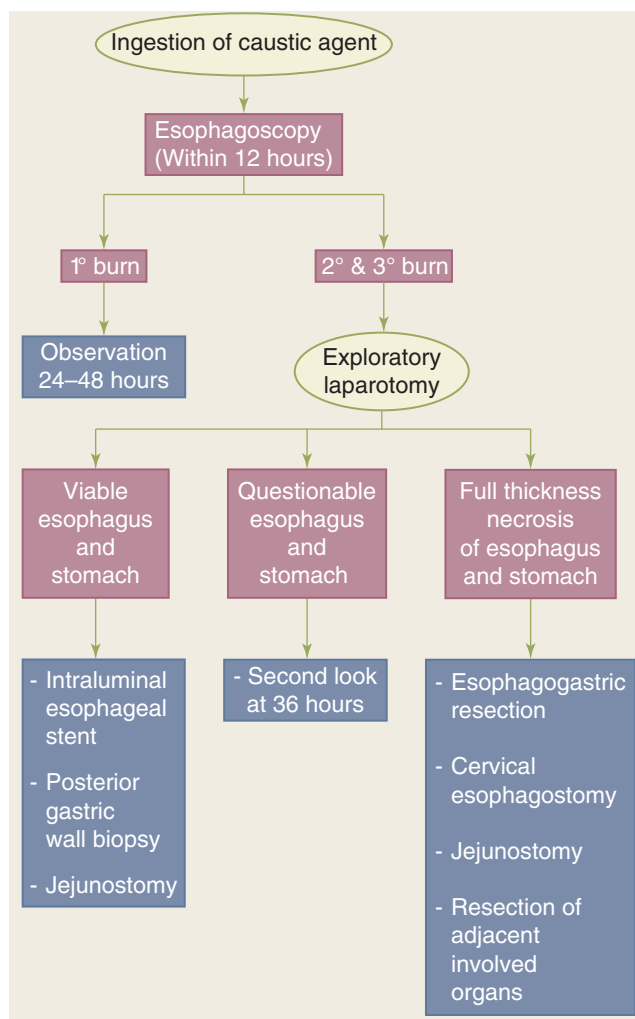 Ingestion of caustic agent
Esophagoscopy
(Within 12 hours)
1° burn
2° & 3° burn
Observation
24–48 hours
Exploratory
laparotomy
Viable
esophagus
and
stomach
Questionable
esophagus
and
stomach
Full thickness
necrosis
of esophagus
and stomach
- Intraluminal
esophageal
stent
- Posterior
gastric
wall biopsy
- Jejunostomy
- Second look
at 36 hours
- Esophagogastric
resection
- Cervical
esophagostomy
- Jejunostomy
- Resection of
adjacent
involved
organs